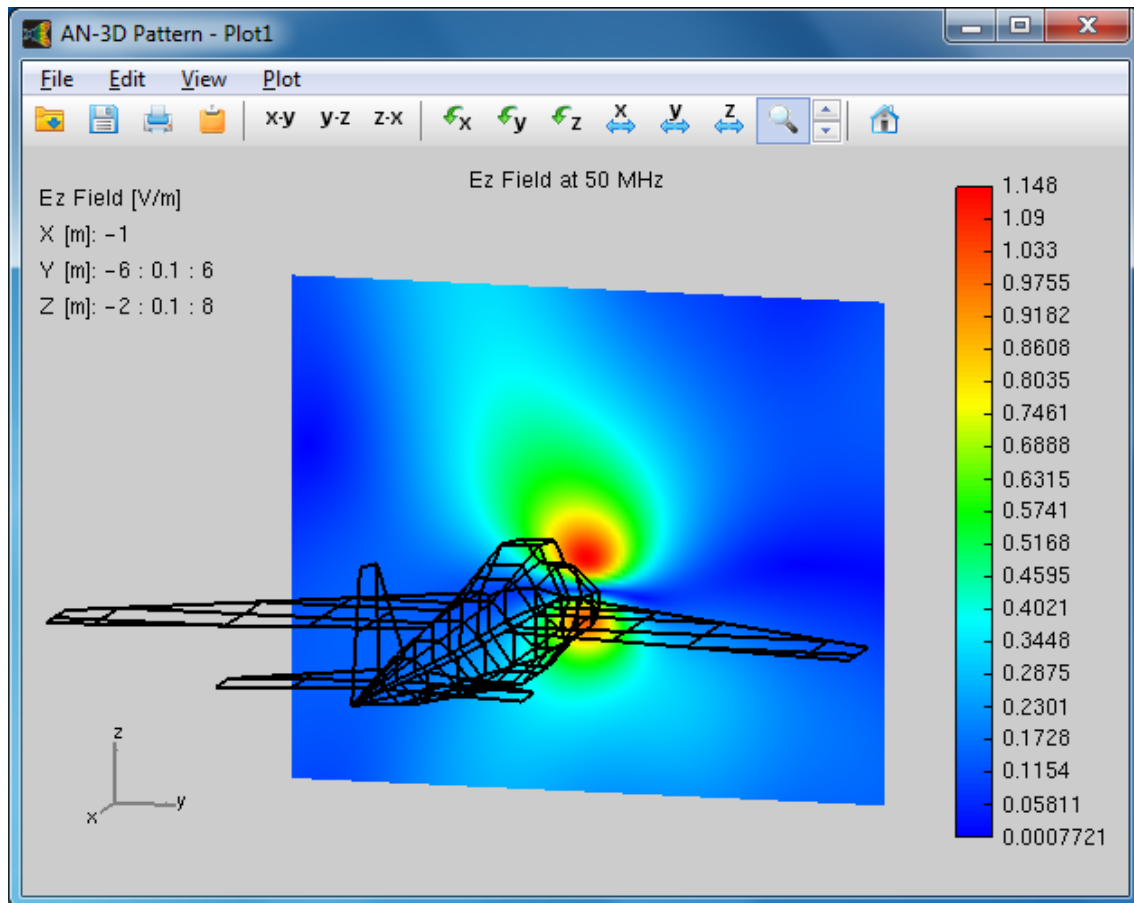 AN-3D Pattern - Plot1
File Edit View Plot
x-y y-z z-x x y z x y z
Ez Field at 50 MHz
Ez Field [V/m]
X [m]: −1
Y [m]: −6 : 0.1 : 6
Z [m]: −2 : 0.1 : 8
1.148
1.09
1.033
0.9755
0.9182
0.8608
0.8035
0.7461
0.6888
0.6315
0.5741
0.5168
0.4595
0.4021
0.3448
0.2875
0.2301
0.1728
0.1154
0.05811
0.0007721
z
y
x